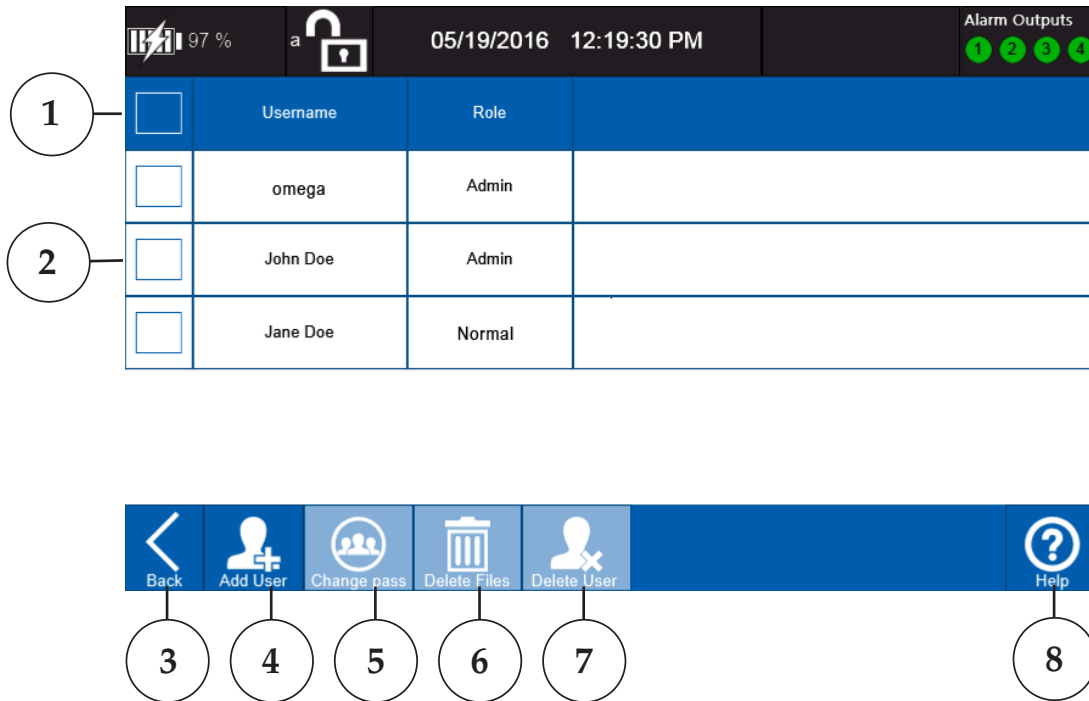 97 % a 05/19/2016 12:19:30 PM Alarm Outputs
1 2 3 4
1 Username Role
omega Admin
2 John Doe Admin
Jane Doe Normal
Back Add User Change pass Delete Files Delete User Help
3 4 5 6 7 8